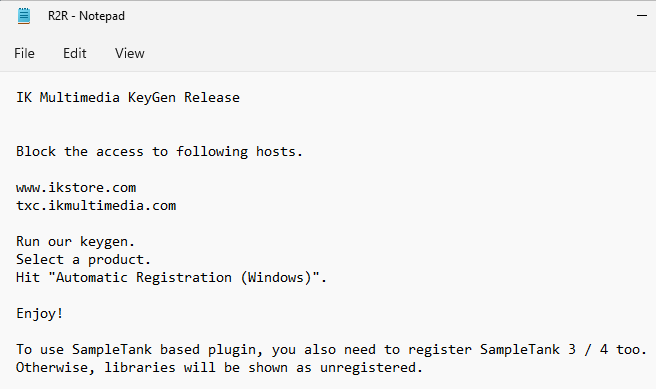 R2R - Notepad
File Edit View
IK Multimedia KeyGen Release
Block the access to following hosts.
www.ikstore.com
txc.ikmultimedia.com
Run our keygen.
Select a product.
Hit "Automatic Registration (Windows)".
Enjoy!
To use SampleTank based plugin, you also need to register SampleTank 3 / 4 too.
Otherwise, libraries will be shown as unregistered.